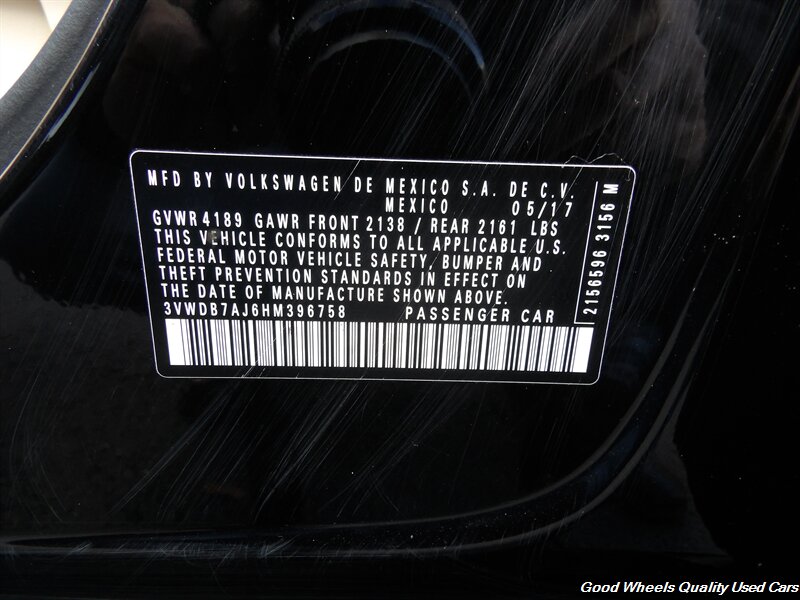 MFD BY VOLKSWAGEN DE MEXICO S.A. DE C.V.
MEXICO 05/17
GVWR 4189 GAWR FRONT 2138 / REAR 2161 LBS
THIS VEHICLE CONFORMS TO ALL APPLICABLE U.S.
FEDERAL MOTOR VEHICLE SAFETY, BUMPER AND
THEFT PREVENTION STANDARDS IN EFFECT ON
THE DATE OF MANUFACTURE SHOWN ABOVE.
3VWDB7AJ6HM396758 PASSENGER CAR
2156596 3156 M
Good Wheels Quality Used Cars